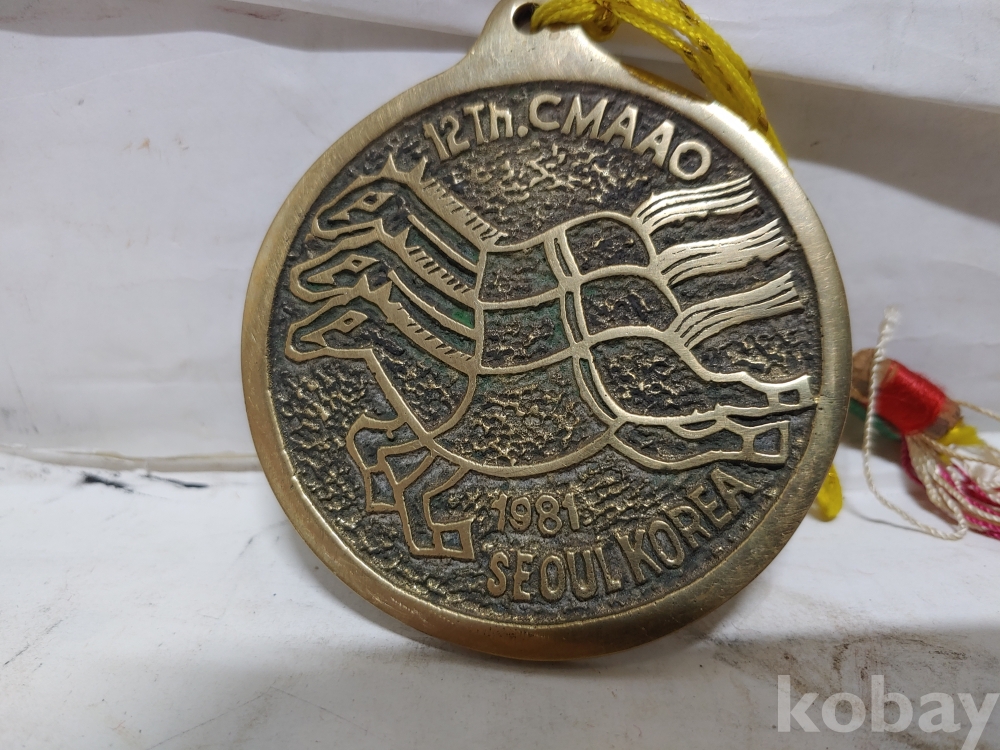 12Th. CMAAO
1981
SEOUL KOREA
kobay